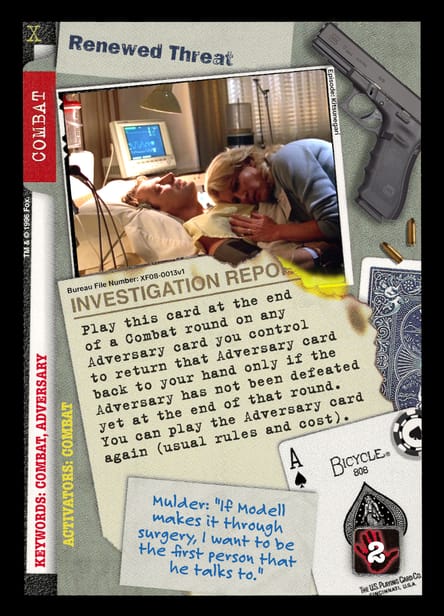 X
Renewed Threat
COMBAT
Episode: Kitsunegari
TM & © 1996 Fox.
Bureau File Number: XF08-0013v1
INVESTIGATION REPO
Play this card at the end
of a Combat round on any
Adversary card you control
to return that Adversary card
back to your hand only if the
Adversary has not been defeated
yet at the end of that round.
You can play the Adversary card
again (usual rules and cost).
KEYWORDS: COMBAT, ADVERSARY
ACTIVATORS: COMBAT
Mulder: "If Modell
makes it through
surgery, I want to be
the first person that
he talks to."
A
BICYCLE®
808
2
THE U.S. PLAYING CARD CO.
CINCINNATI, U.S.A.